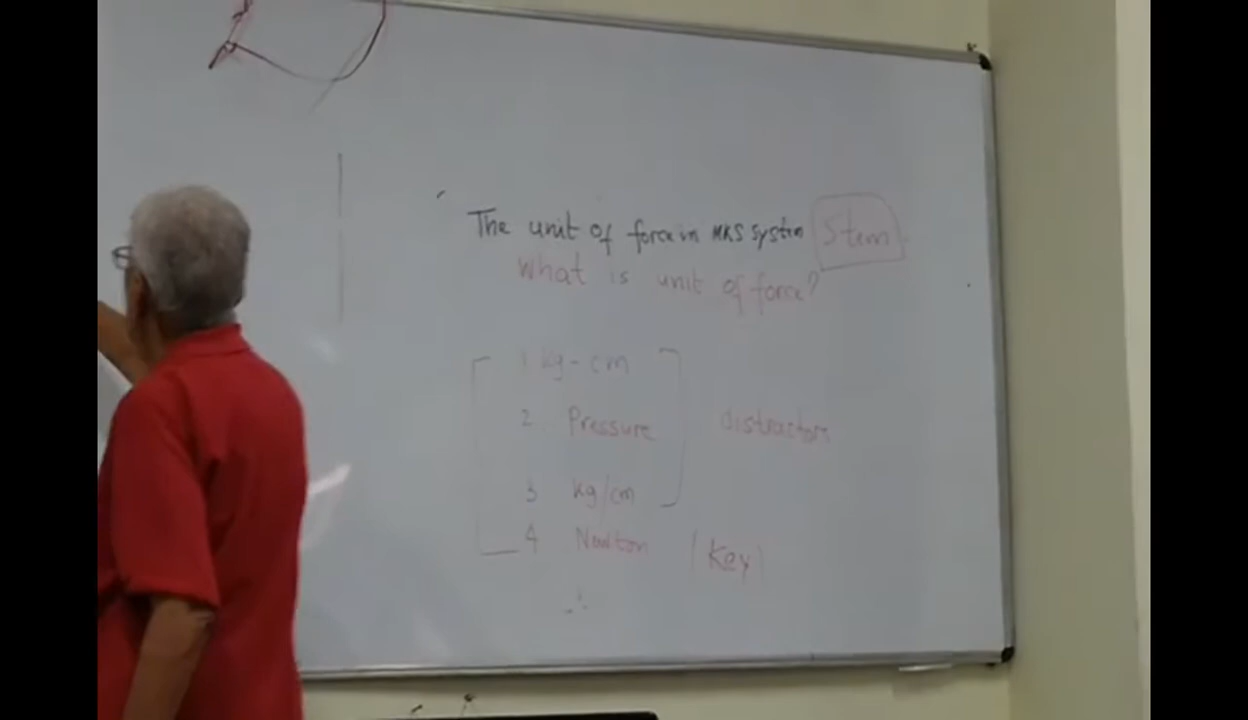 The unit of force in MKS system Stem
What is unit of force?
1 kg-cm
2. Pressure distractors
3 kg/cm
4 Newton (Key)